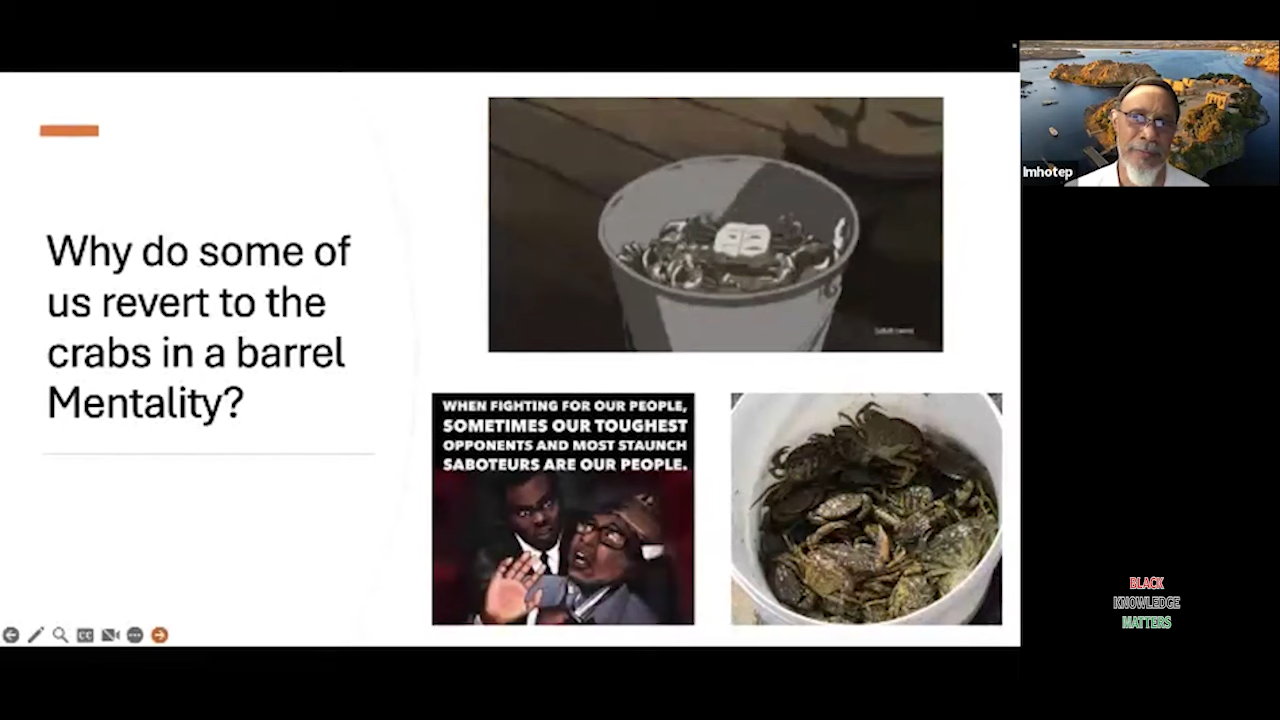 Why do some of
us revert to the
crabs in a barrel
Mentality?
WHEN FIGHTING FOR OUR PEOPLE,
SOMETIMES OUR TOUGHEST
OPPONENTS AND MOST STAUNCH
SABOTEURS ARE OUR PEOPLE.
CC
Imhotep
BLACK
KNOWLEDGE
MATTERS